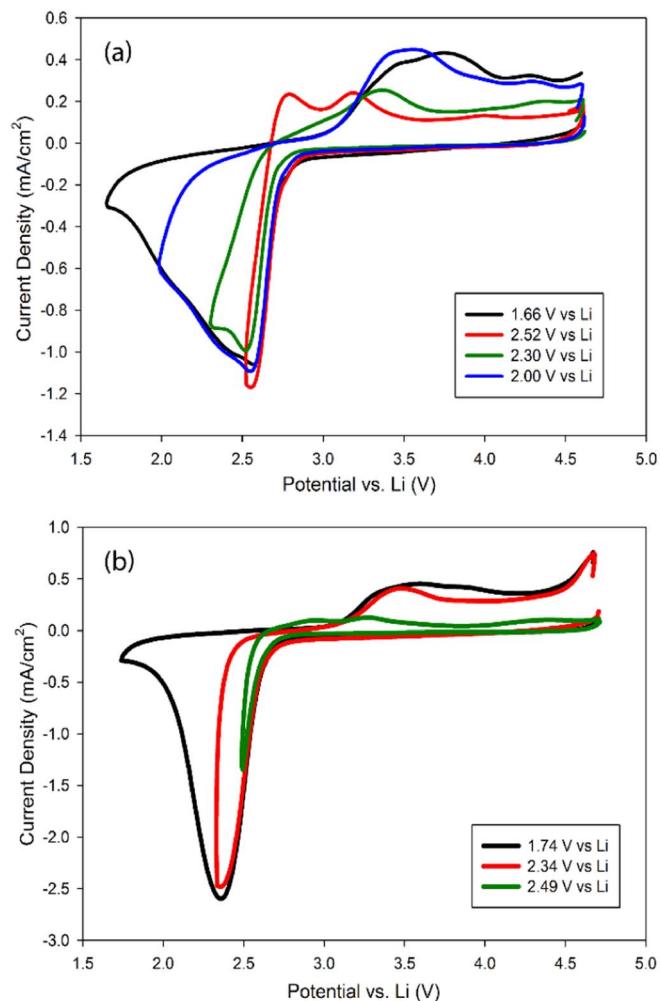 (a)
0.6
0.4
0.2
0.0
-0.2
-0.4
-0.6
-0.8
-1.0
-1.2
-1.4
Current Density (mA/cm²)
1.66 V vs Li
2.52 V vs Li
2.30 V vs Li
2.00 V vs Li
1.5 2.0 2.5 3.0 3.5 4.0 4.5 5.0
Potential vs. Li (V)
(b)
1.0
0.5
0.0
-0.5
-1.0
-1.5
-2.0
-2.5
-3.0
Current Density (mA/cm²)
1.74 V vs Li
2.34 V vs Li
2.49 V vs Li
1.5 2.0 2.5 3.0 3.5 4.0 4.5 5.0
Potential vs. Li (V)